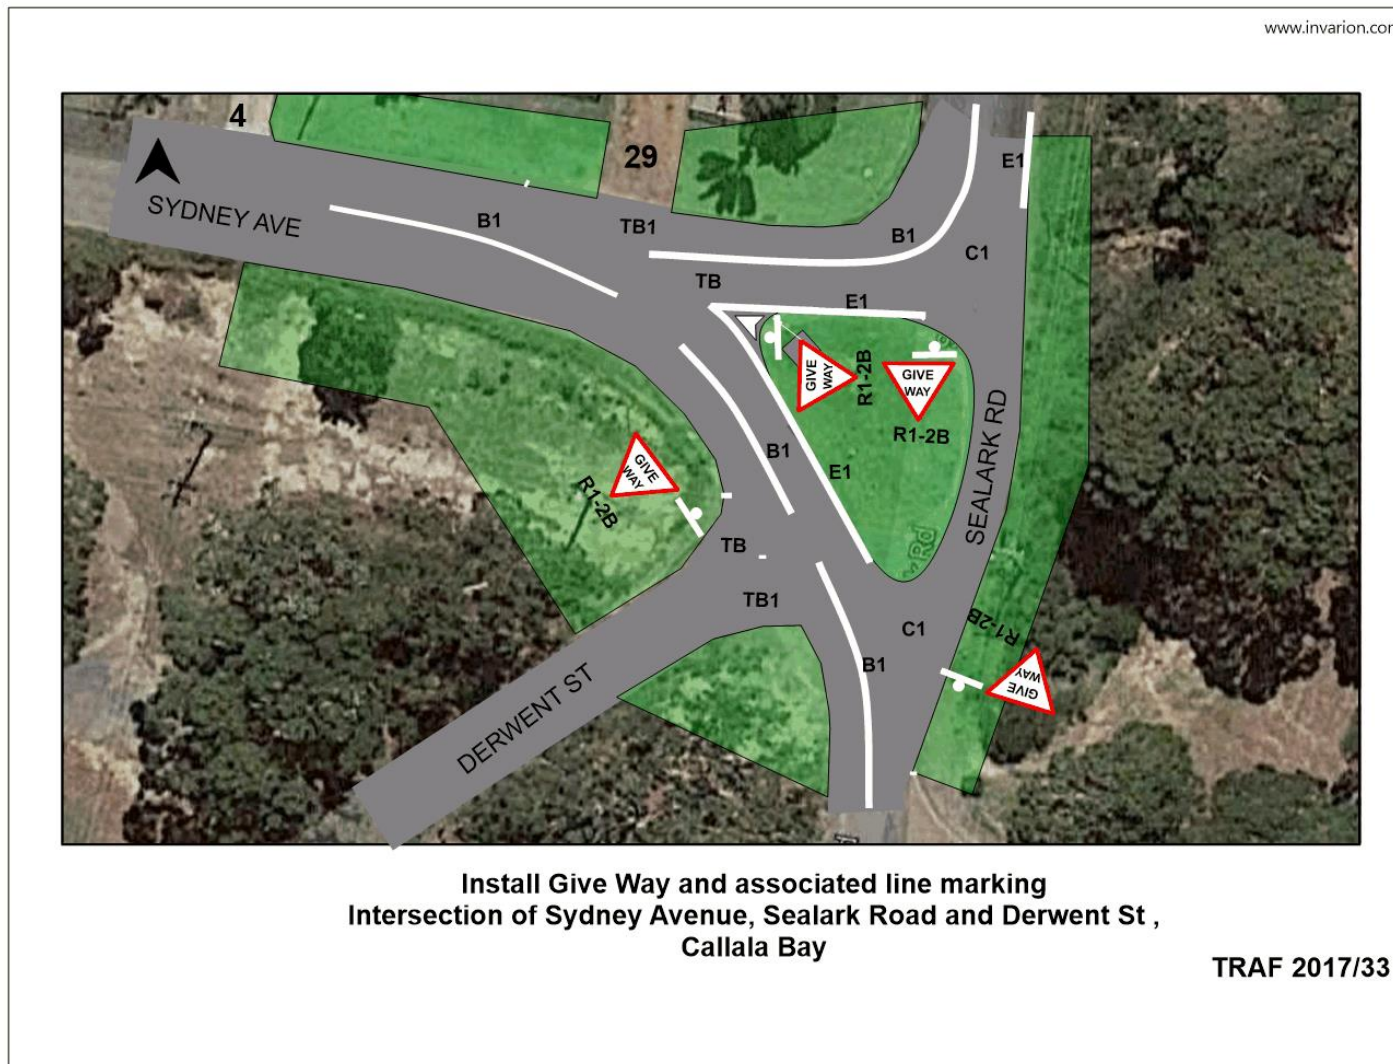 www.invarion.com
4
29
E1
SYDNEY AVE
B1
TB1
B1
C1
TB
E1
GIVE
WAY
R1-2B
GIVE
WAY
R1-2B
SEALARK RD
B1
E1
GIVE
WAY
R1-2B
Rd
TB
TB1
C1
R1-2B
B1
GIVE
WAY
DERWENT ST
Install Give Way and associated line marking
Intersection of Sydney Avenue, Sealark Road and Derwent St ,
Callala Bay
TRAF 2017/33